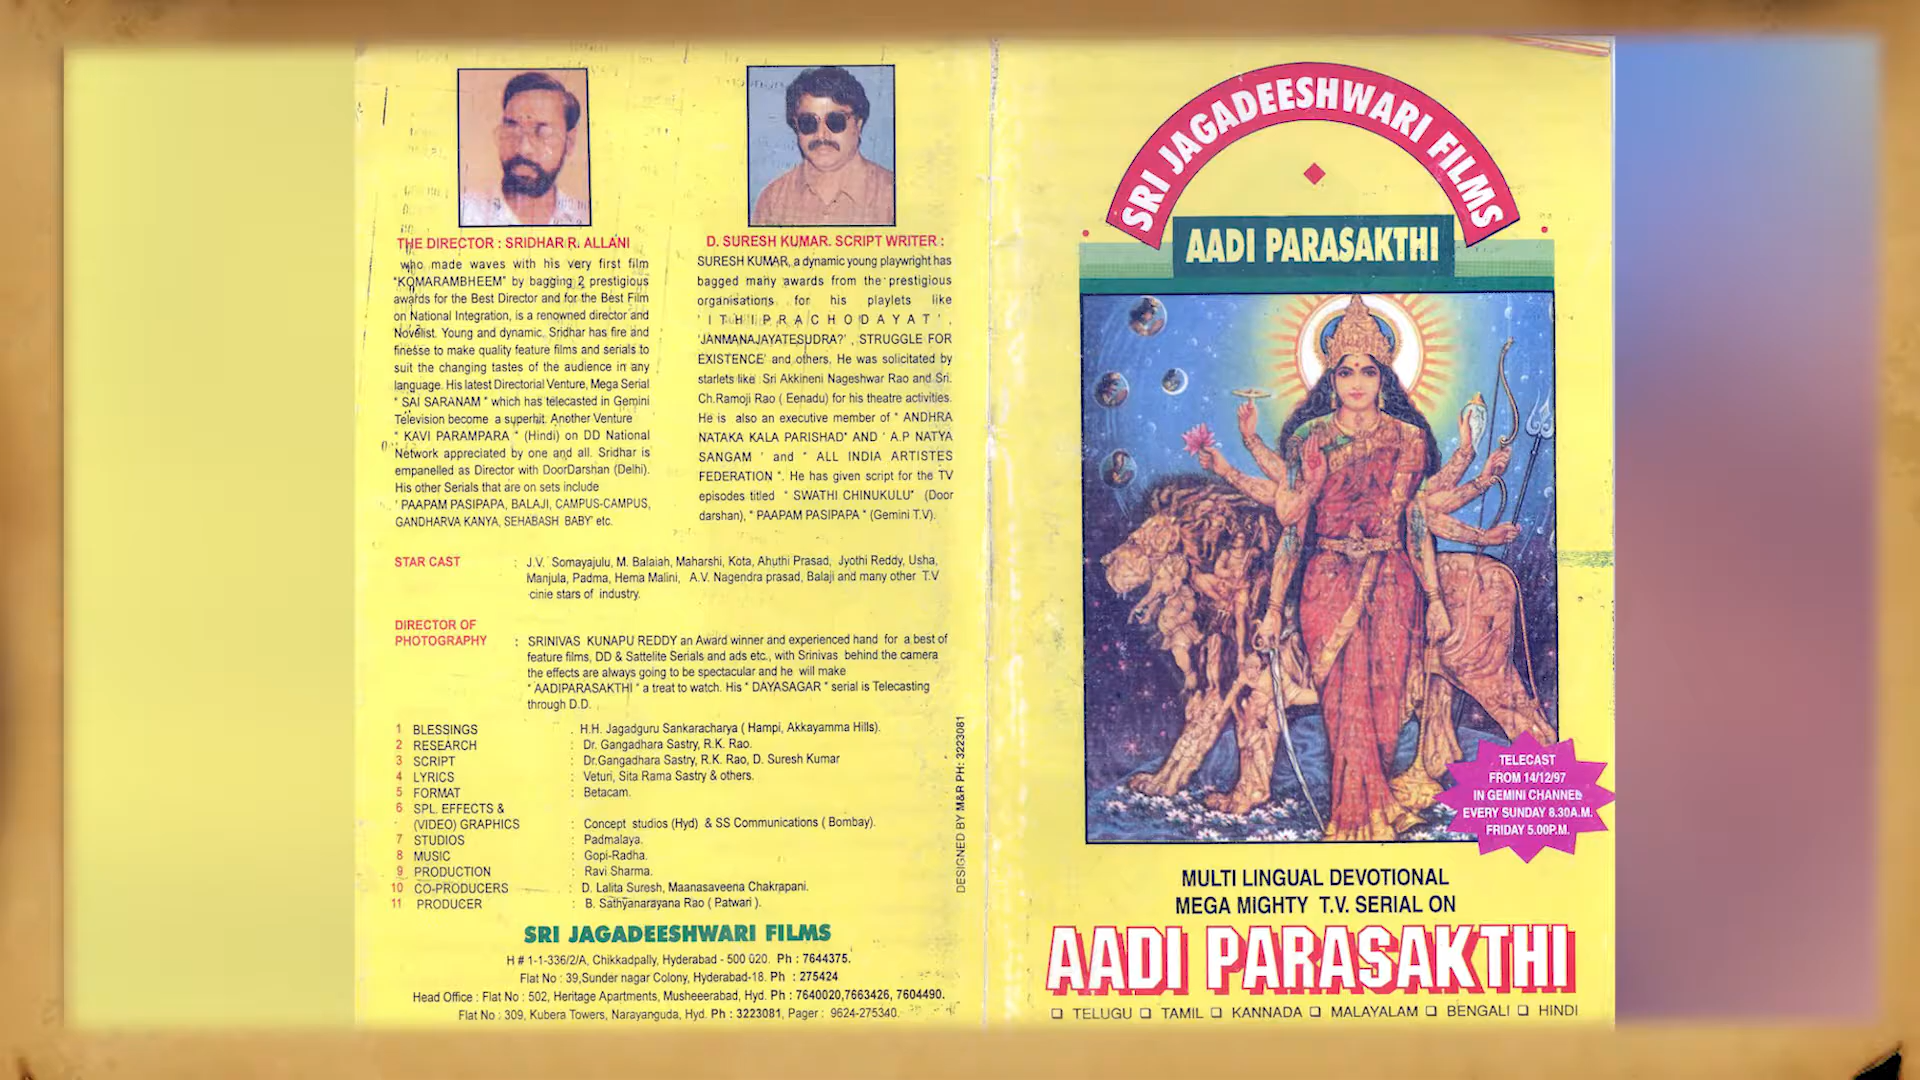 THE DIRECTOR : SRIDHAR R. ALLANI
who made waves with his very first film
"KOMARAMBHEEM" by bagging 2 prestigious
awards for the Best Director and for the Best Film
on National Integration, is a renowned director and
Novelist. Young and dynamic. Sridhar has fire and
finesse to make quality feature films and serials to
suit the changing tastes of the audience in any
language. His latest Directorial Venture, Mega Serial
" SAI SARANAM " which has telecasted in Gemini
Television become a superhit. Another Venture
" KAVI PARAMPARA " (Hindi) on DD National
Network appreciated by one and all. Sridhar is
empanelled as Director with DoorDarshan (Delhi).
His other Serials that are on sets include
' PAAPAM PASIPAPA, BALAJI, CAMPUS-CAMPUS,
GANDHARVA KANYA, SEHABASH BABY' etc.
D. SURESH KUMAR. SCRIPT WRITER :
SURESH KUMAR, a dynamic young playwright has
bagged many awards from the prestigious
organisations for his playlets like
' I T H I P R A C H O D A Y A T ' ,
'JANMANAJAYATESUDRA?' , STRUGGLE FOR
EXISTENCE' and others. He was solicitated by
starlets like Sri Akkineni Nageshwar Rao and Sri.
Ch.Ramoji Rao ( Eenadu) for his theatre activities.
He is also an executive member of " ANDHRA
NATAKA KALA PARISHAD" AND ' A.P NATYA
SANGAM ' and " ALL INDIA ARTISTES
FEDERATION ". He has given script for the TV
episodes titled " SWATHI CHINUKULU" (Door
darshan), " PAAPAM PASIPAPA " (Gemini T.V).
STAR CAST : J.V. Somayajulu, M. Balaiah, Maharshi, Kota, Ahuthi Prasad, Jyothi Reddy, Usha,
Manjula, Padma, Hema Malini, A.V. Nagendra prasad, Balaji and many other T.V
cinie stars of industry.
DIRECTOR OF
PHOTOGRAPHY : SRINIVAS KUNAPU REDDY an Award winner and experienced hand for a best of
feature films, DD & Sattelite Serials and ads etc., with Srinivas behind the camera
the effects are always going to be spectacular and he will make
" AADIPARASAKTHI " a treat to watch. His " DAYASAGAR " serial is Telecasting
through D.D.
1 BLESSINGS : H.H. Jagadguru Sankaracharya ( Hampi, Akkayamma Hills).
2 RESEARCH : Dr. Gangadhara Sastry, R.K. Rao.
3 SCRIPT : Dr.Gangadhara Sastry, R.K. Rao, D. Suresh Kumar
4 LYRICS : Veturi, Sita Rama Sastry & others.
5 FORMAT : Betacam.
6 SPL. EFFECTS &
(VIDEO) GRAPHICS : Concept studios (Hyd) & SS Communications ( Bombay).
7 STUDIOS : Padmalaya.
8 MUSIC : Gopi-Radha.
9 PRODUCTION : Ravi Sharma.
10 CO-PRODUCERS : D. Lalita Suresh, Maanasaveena Chakrapani.
11 PRODUCER : B. Sathyanarayana Rao ( Patwari ).
SRI JAGADEESHWARI FILMS
H # 1-1-336/2/A, Chikkadpally, Hyderabad - 500 020. Ph : 7644375.
Flat No : 39,Sunder nagar Colony, Hyderabad-18. Ph : 275424
Head Office : Flat No : 502, Heritage Apartments, Musheeerabad, Hyd. Ph : 7640020,7663426, 7604490.
Flat No : 309, Kubera Towers, Narayanguda, Hyd. Ph : 3223081, Pager : 9624-275340.
DESIGNED BY M&R PH: 3223081
SRI JAGADEESHWARI FILMS
AADI PARASAKTHI
TELECAST
FROM 14/12/97
IN GEMINI CHANNEL
EVERY SUNDAY 8.30A.M.
FRIDAY 5.00P.M.
MULTI LINGUAL DEVOTIONAL
MEGA MIGHTY T.V. SERIAL ON
AADI PARASAKTHI
❑ TELUGU ❑ TAMIL ❑ KANNADA ❑ MALAYALAM ❑ BENGALI ❑ HINDI